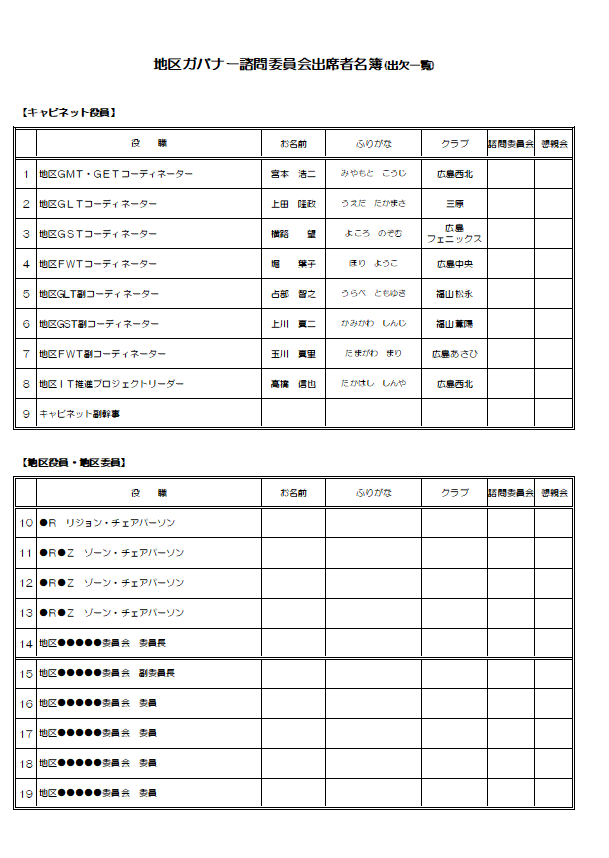 地区ガバナー諮問委員会出席者名簿(出欠一覧)
【キャビネット役員】
役　職 お名前 ふりがな クラブ 諮問委員会 懇親会
1 地区GMT・GETコーディネーター 宮本　浩二 みやもと　こうじ 広島西北
2 地区GLTコーディネーター 上田　隆政 うえだ　たかまさ 三原
3 地区GSTコーディネーター 横路　望 よころ　のぞむ 広島
フェニックス
4 地区FWTコーディネーター 堀　葉子 ほり　ようこ 広島中央
5 地区GLT副コーディネーター 占部　智之 うらべ　ともゆき 福山松永
6 地区GST副コーディネーター 上川　真二 かみかわ　しんじ 福山葦陽
7 地区FWT副コーディネーター 玉川　真里 たまがわ　まり 広島あさひ
8 地区IT推進プロジェクトリーダー 高橋　信也 たかはし　しんや 広島西北
9 キャビネット副幹事
【地区役員・地区委員】
役　職 お名前 ふりがな クラブ 諮問委員会 懇親会
10 ●R　リジョン・チェアパーソン
11 ●R●Z　ゾーン・チェアパーソン
12 ●R●Z　ゾーン・チェアパーソン
13 ●R●Z　ゾーン・チェアパーソン
14 地区●●●●●委員会　委員長
15 地区●●●●●委員会　副委員長
16 地区●●●●●委員会　委員
17 地区●●●●●委員会　委員
18 地区●●●●●委員会　委員
19 地区●●●●●委員会　委員